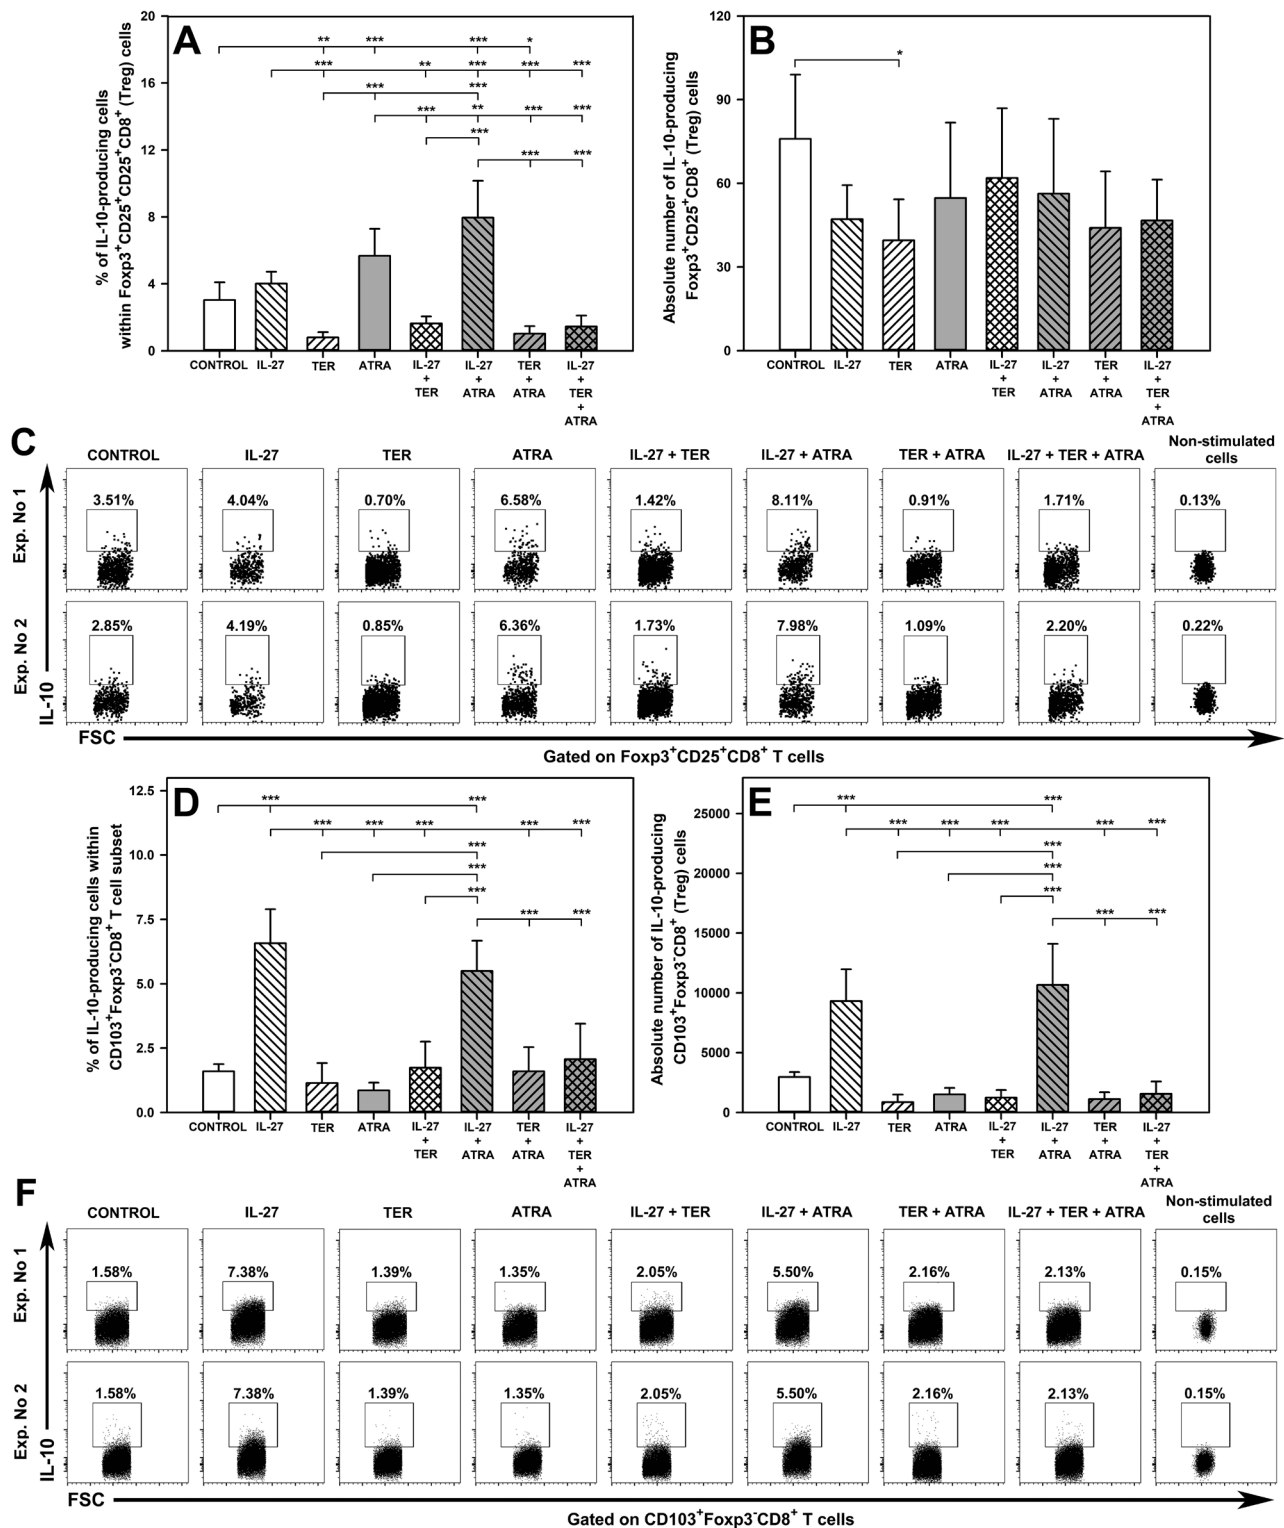 A
% of IL-10-producing cells
within Foxp3+CD25+CD25+CD8+ (Treg) cells
20
16
12
8
4
0
** *** *** *
*** ** *** *** ***
*** ***
*** ** *** ***
***
*** ***
CONTROL IL-27 TER ATRA IL-27 + TER IL-27 + ATRA TER + ATRA IL-27 + TER + ATRA
B
Absolute number of IL-10-producing
Foxp3+CD25+CD8+ (Treg) cells
120
90
60
30
0
*
CONTROL IL-27 TER ATRA IL-27 + TER IL-27 + ATRA TER + ATRA IL-27 + TER + ATRA
C
CONTROL IL-27 TER ATRA IL-27 + TER IL-27 + ATRA TER + ATRA IL-27 + TER + ATRA Non-stimulated cells
Exp. No 1
3.51% 4.04% 0.70% 6.58% 1.42% 8.11% 0.91% 1.71% 0.13%
Exp. No 2
2.85% 4.19% 0.85% 6.36% 1.73% 7.98% 1.09% 2.20% 0.22%
IL-10
FSC
Gated on Foxp3+CD25+CD8+ T cells
D
% of IL-10-producing cells within
CD103+Foxp3-CD8+ T cell subset
12.5
10.0
7.5
5.0
2.5
0.0
*** ***
*** *** *** *** ***
***
***
***
*** ***
CONTROL IL-27 TER ATRA IL-27 + TER IL-27 + ATRA TER + ATRA IL-27 + TER + ATRA
E
Absolute number of IL-10-producing
CD103+Foxp3-CD8+ (Treg) cells
25000
20000
15000
10000
5000
0
*** ***
*** *** *** *** ***
***
***
***
*** ***
CONTROL IL-27 TER ATRA IL-27 + TER IL-27 + ATRA TER + ATRA IL-27 + TER + ATRA
F
CONTROL IL-27 TER ATRA IL-27 + TER IL-27 + ATRA TER + ATRA IL-27 + TER + ATRA Non-stimulated cells
Exp. No 1
1.58% 7.38% 1.39% 1.35% 2.05% 5.50% 2.16% 2.13% 0.15%
Exp. No 2
1.58% 7.38% 1.39% 1.35% 2.05% 5.50% 2.16% 2.13% 0.15%
IL-10
FSC
Gated on CD103+Foxp3-CD8+ T cells